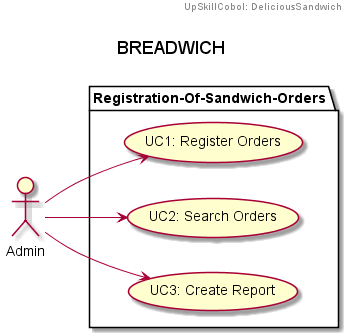 UpSkillCobol: DeliciousSandwich
BREADWICH
Registration-Of-Sandwich-Orders
UC1: Register Orders
UC2: Search Orders
Admin
UC3: Create Report